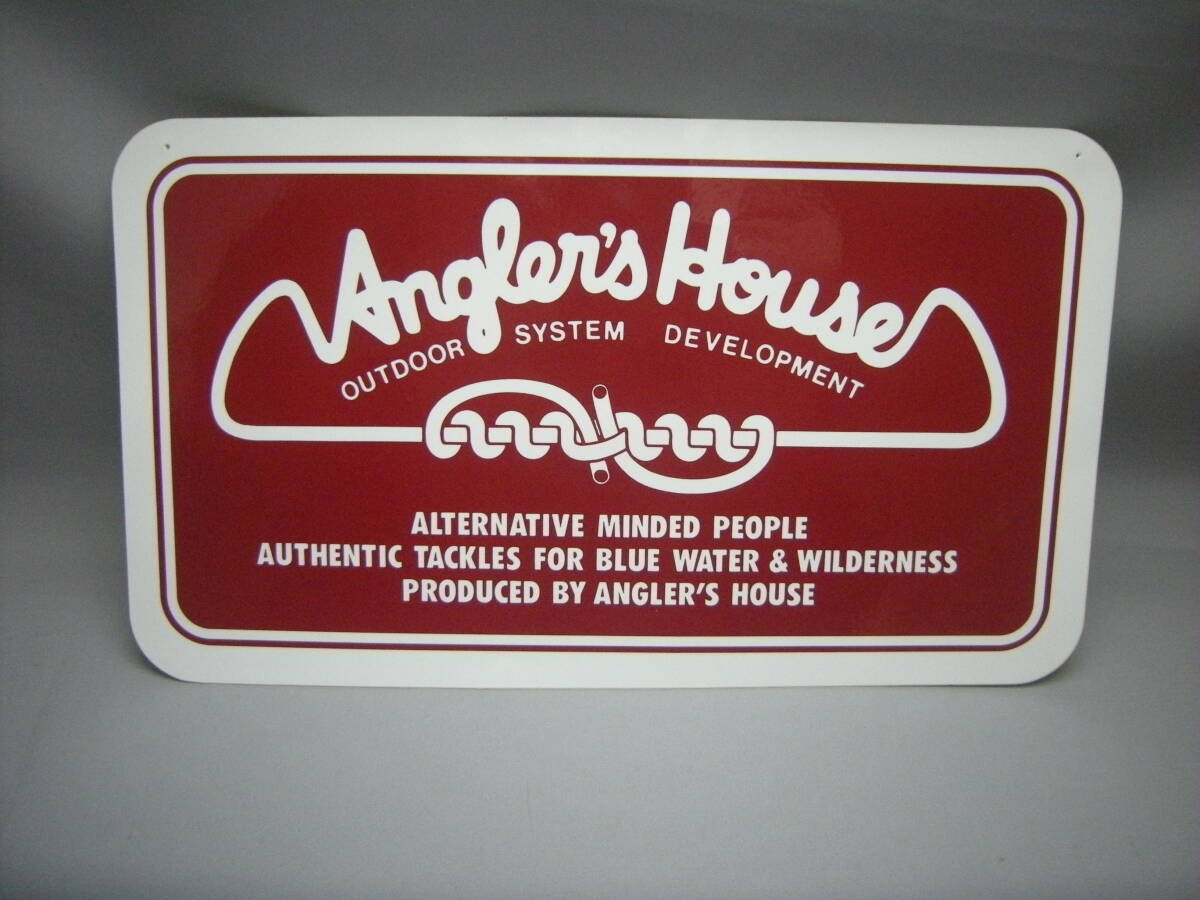 Angler's House
OUTDOOR SYSTEM DEVELOPMENT
ALTERNATIVE MINDED PEOPLE
AUTHENTIC TACKLES FOR BLUE WATER & WILDERNESS
PRODUCED BY ANGLER'S HOUSE